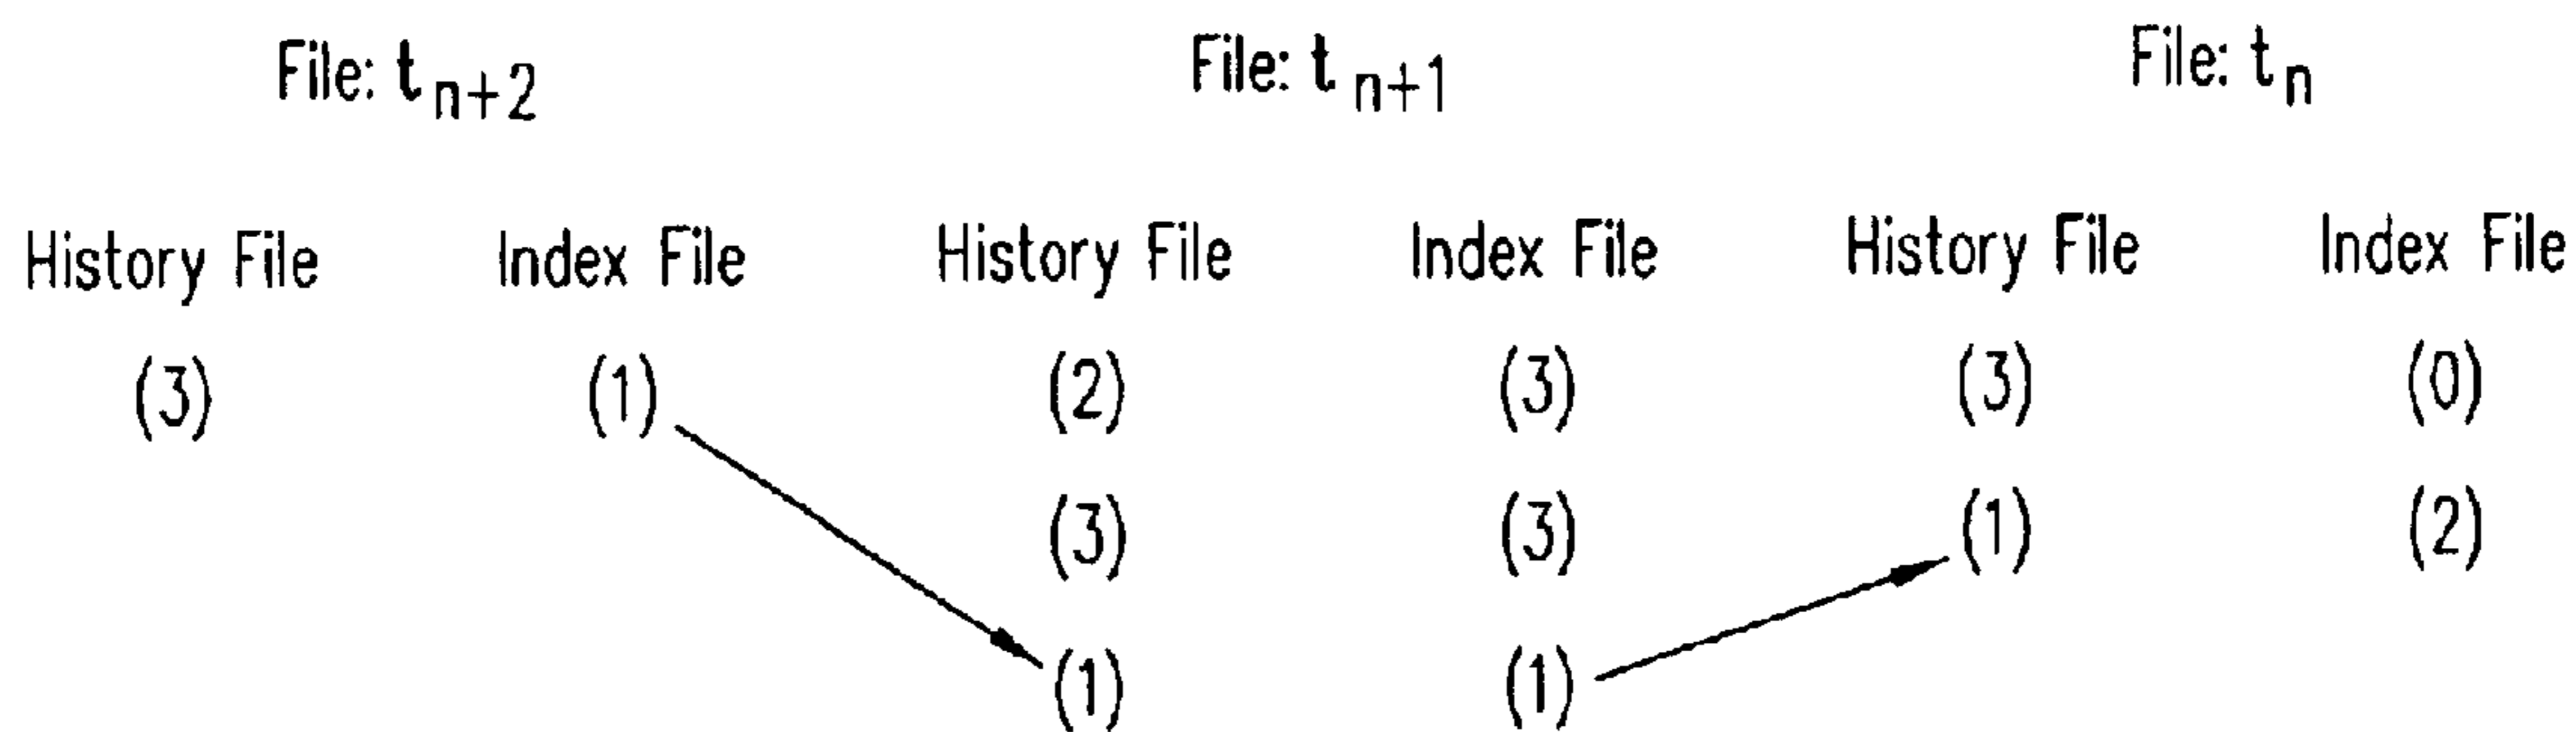 File: t n+2 File: t n+1 File: t n
History File Index File History File Index File History File Index File
(3) (1) (2) (3) (3) (0)
(3) (3) (1) (2)
(1) (1)